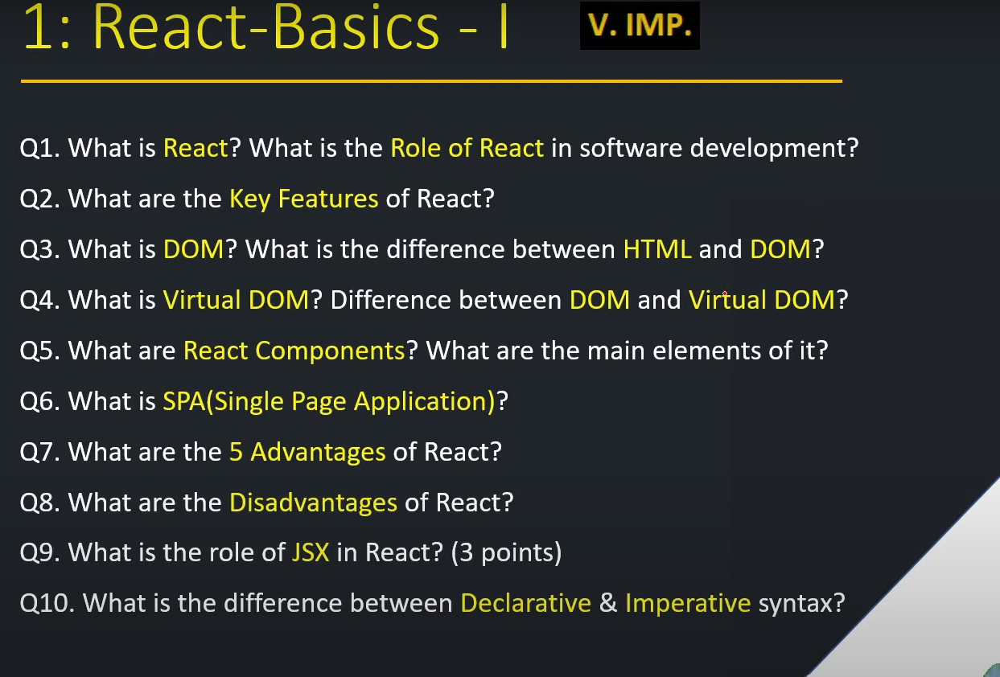 1: React-Basics - I
V. IMP.
Q1. What is React? What is the Role of React in software development?
Q2. What are the Key Features of React?
Q3. What is DOM? What is the difference between HTML and DOM?
Q4. What is Virtual DOM? Difference between DOM and Virtual DOM?
Q5. What are React Components? What are the main elements of it?
Q6. What is SPA(Single Page Application)?
Q7. What are the 5 Advantages of React?
Q8. What are the Disadvantages of React?
Q9. What is the role of JSX in React? (3 points)
Q10. What is the difference between Declarative & Imperative syntax?